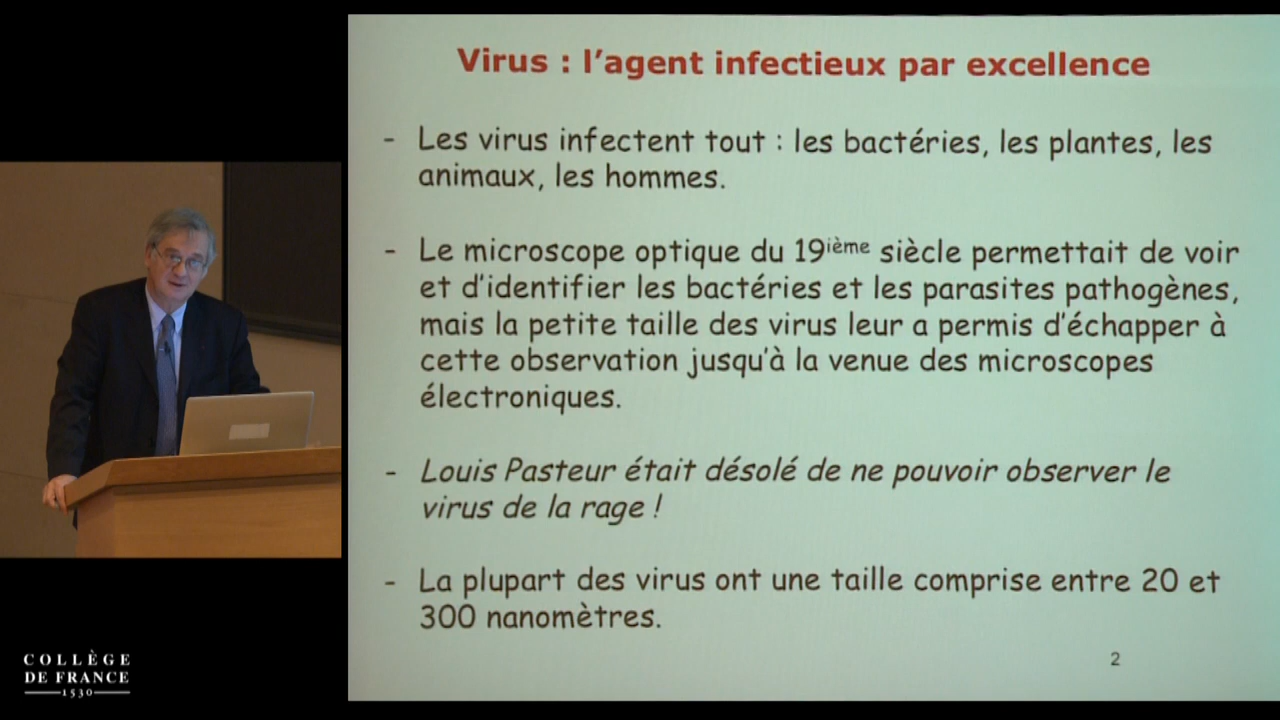 Virus : l'agent infectieux par excellence
- Les virus infectent tout : les bactéries, les plantes, les
animaux, les hommes.
- Le microscope optique du 19ième siècle permettait de voir
et d'identifier les bactéries et les parasites pathogènes,
mais la petite taille des virus leur a permis d'échapper à
cette observation jusqu'à la venue des microscopes
électroniques.
- Louis Pasteur était désolé de ne pouvoir observer le
virus de la rage !
- La plupart des virus ont une taille comprise entre 20 et
300 nanomètres.
2
COLLÈGE
DE FRANCE
1530